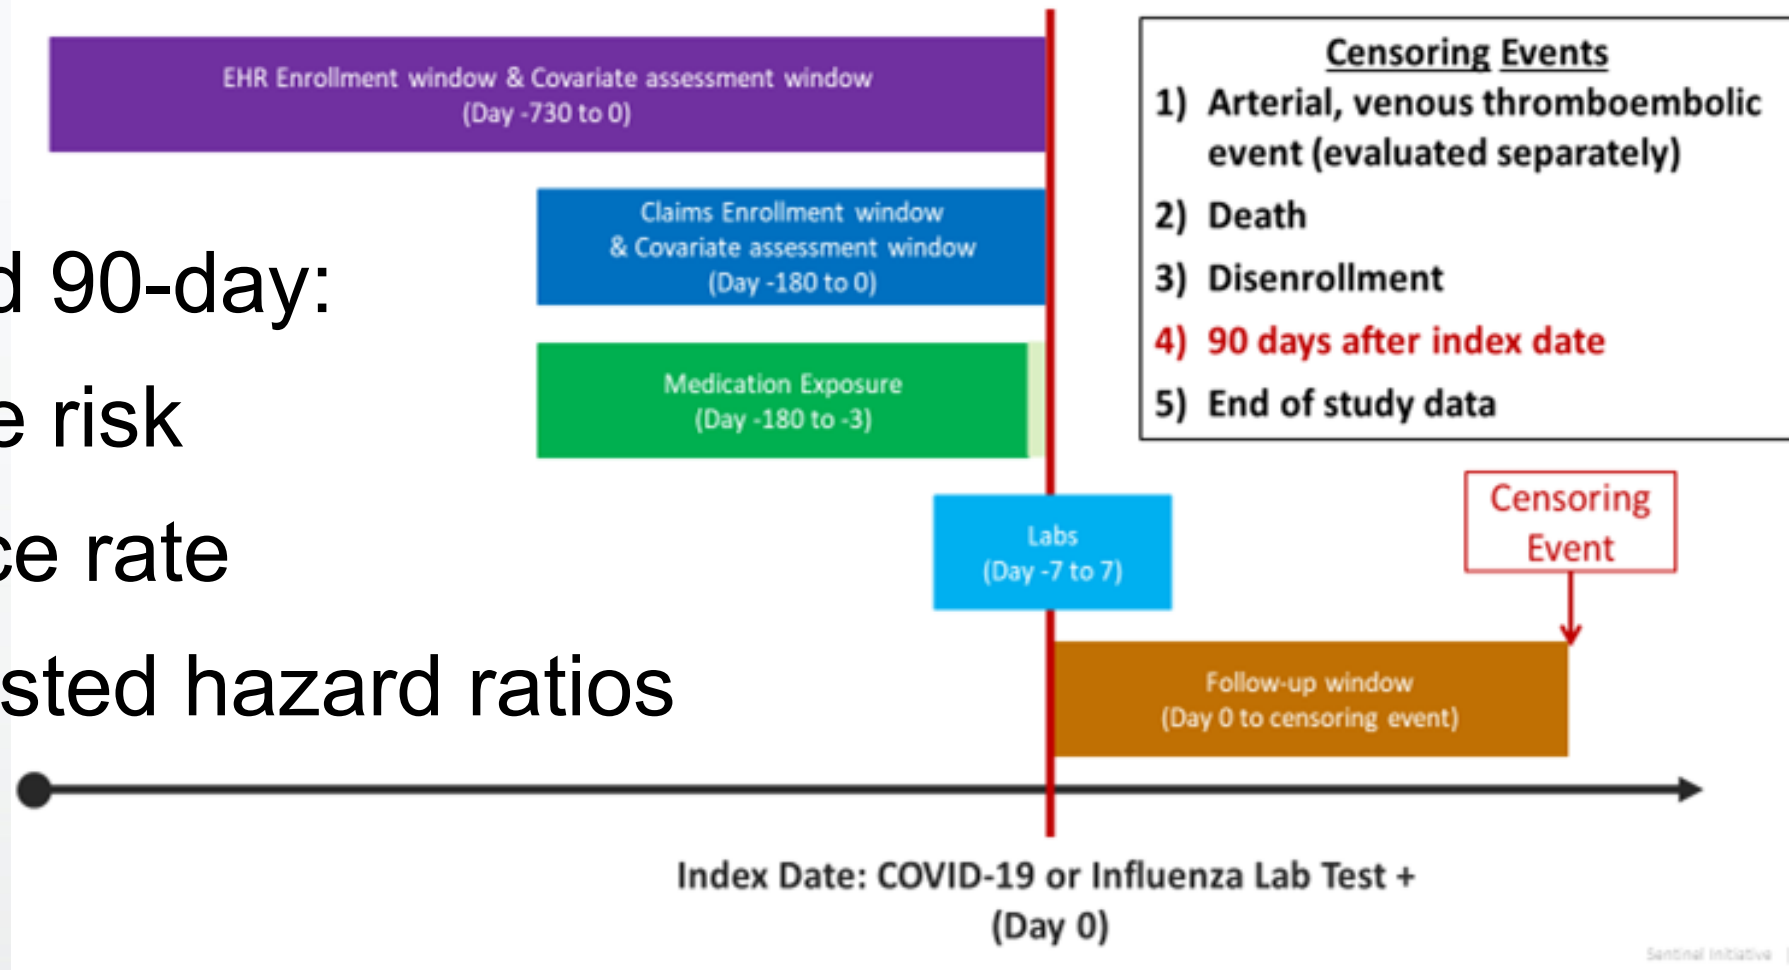 EHR Enrollment window & Covariate assessment window
(Day -730 to 0)
Claims Enrollment window
& Covariate assessment window
(Day -180 to 0)
Medication Exposure
(Day -180 to -3)
Labs
(Day -7 to 7)
Follow-up window
(Day 0 to censoring event)
Censoring Events
1) Arterial, venous thromboembolic
event (evaluated separately)
2) Death
3) Disenrollment
4) 90 days after index date
5) End of study data
Censoring
Event
90-day:
risk
rate
hazard ratios
Index Date: COVID-19 or Influenza Lab Test +
(Day 0)
Sentinel Initiative